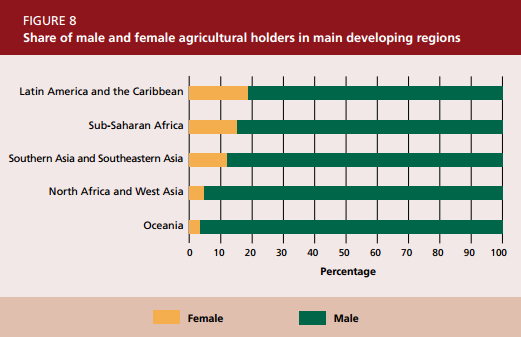 FIGURE 8
Share of male and female agricultural holders in main developing regions
Latin America and the Caribbean
Sub-Saharan Africa
Southern Asia and Southeastern Asia
North Africa and West Asia
Oceania
0 10 20 30 40 50 60 70 80 90 100
Percentage
Female Male